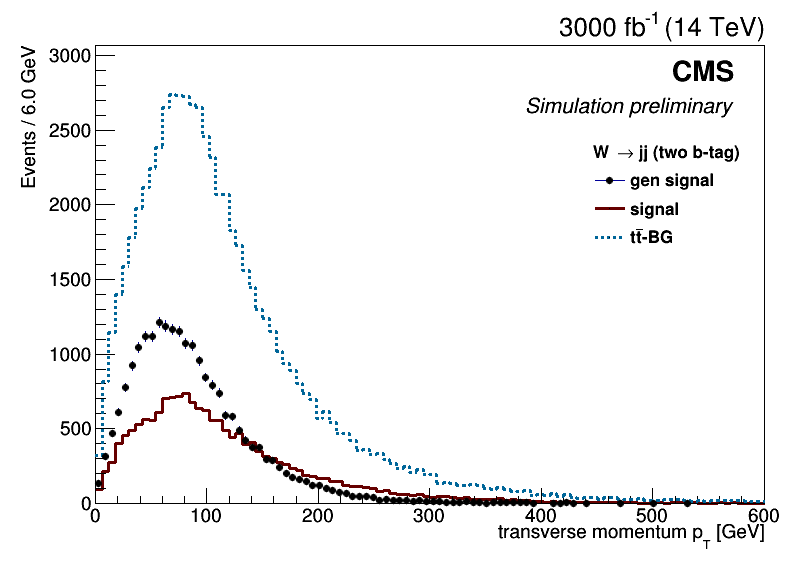 3000 fb-1 (14 TeV)
Events / 6.0 GeV
CMS
Simulation preliminary
W → jj (two b-tag)
gen signal
signal
tt̄-BG
3000
2500
2000
1500
1000
500
0
0 100 200 300 400 500 600
transverse momentum pT [GeV]